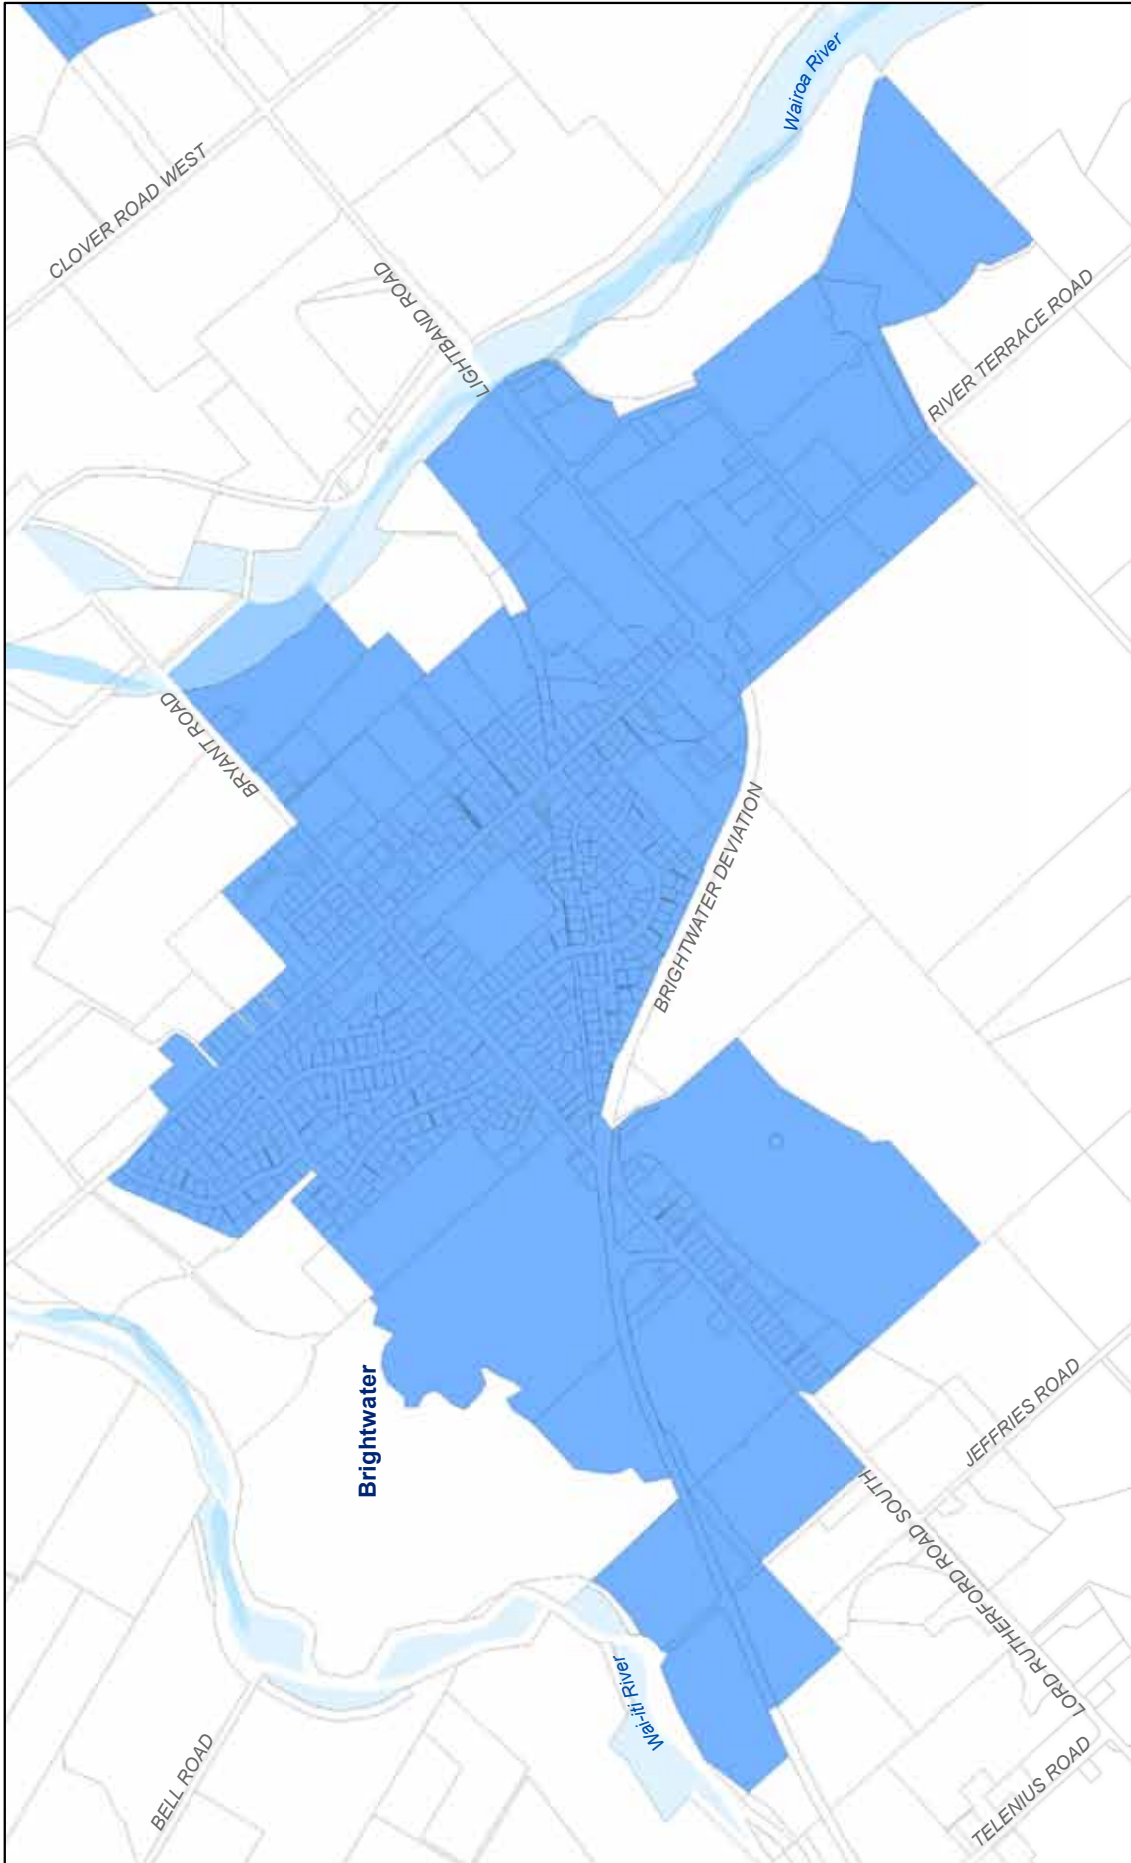 Wairoa River
CLOVER ROAD WEST
LIGHTBAND ROAD
RIVER TERRACE ROAD
BRYANT ROAD
BRIGHTWATER DEVIATION
Brightwater
JEFFRIES ROAD
LORD RUTHERFORD ROAD SOUTH
Wai-iti River
BELL ROAD
TELENIUS ROAD